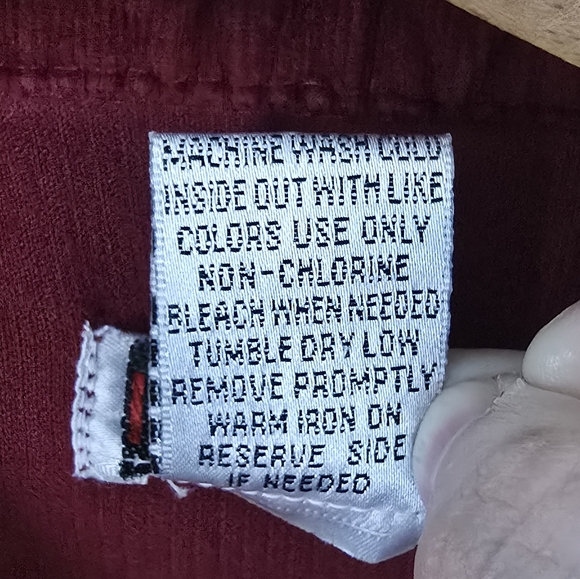 MACHINE WASH COLD
INSIDE OUT WITH LIKE
COLORS USE ONLY
NON-CHLORINE
BLEACH WHEN NEEDED
TUMBLE DRY LOW
REMOVE PROMPTLY
WARM IRON ON
RESERVE SIDE
IF NEEDED